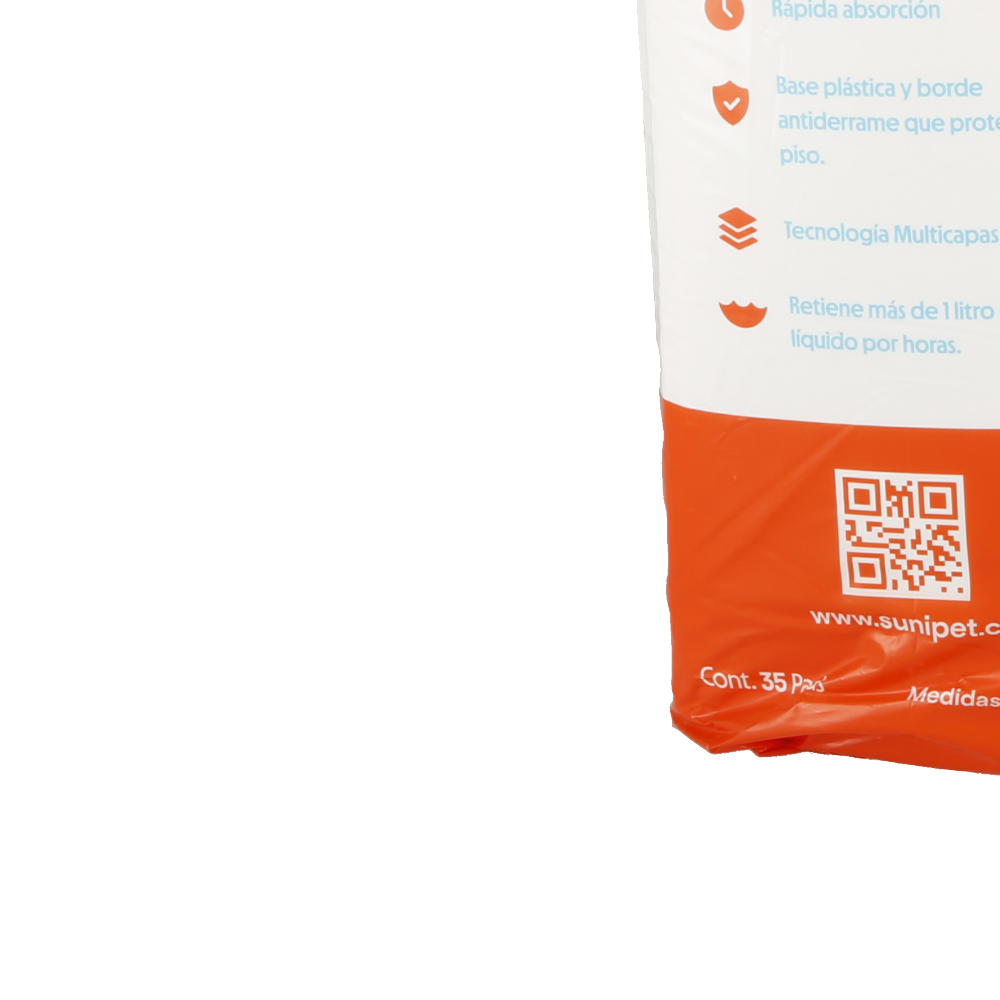 Rápida absorción
Base plástica y borde
antiderrame que prote
piso.
Tecnología Multicapas
Retiene más de 1 litro
líquido por horas.
www.sunipet.c
Cont. 35 Pads
Medidas